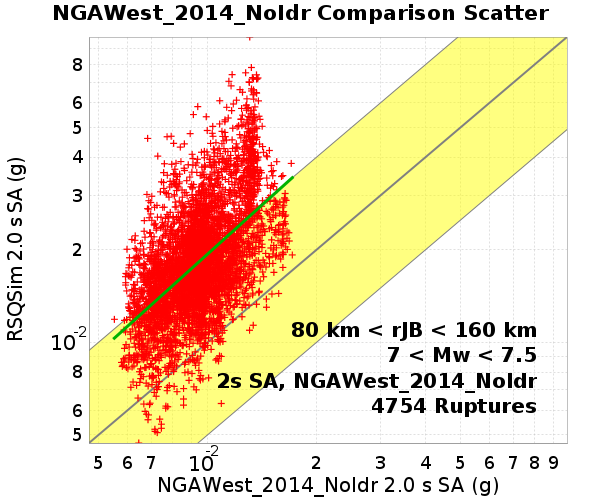 NGAWest_2014_NoIdr Comparison Scatter
RSQSim 2.0 s SA (g)
8
6
5
4
3
2
10^-2
8
6
5
80 km < rJB < 160 km
7 < Mw < 7.5
2s SA, NGAWest_2014_NoIdr
4754 Ruptures
5 6 7 10^-2 2 3 4 5 6 7 8 9
NGAWest_2014_NoIdr 2.0 s SA (g)